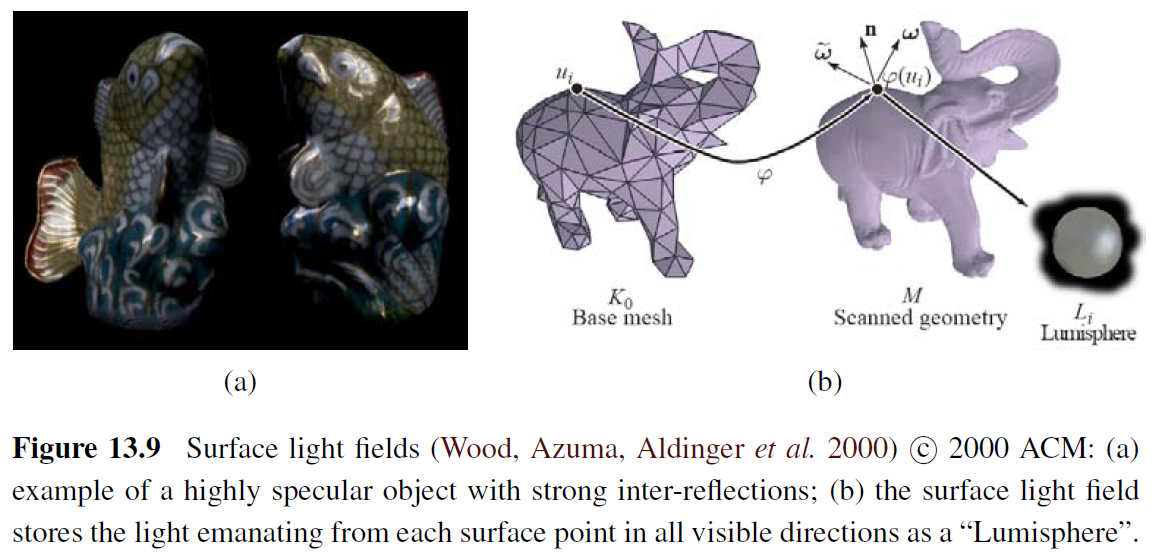 u_i
n
ω
ω̃
φ(u_i)
φ
K_0
Base mesh
M
Scanned geometry
L_i
Lumisphere
(a)
(b)
Figure 13.9 Surface light fields (Wood, Azuma, Aldinger et al. 2000) © 2000 ACM: (a)
example of a highly specular object with strong inter-reflections; (b) the surface light field
stores the light emanating from each surface point in all visible directions as a “Lumisphere”.